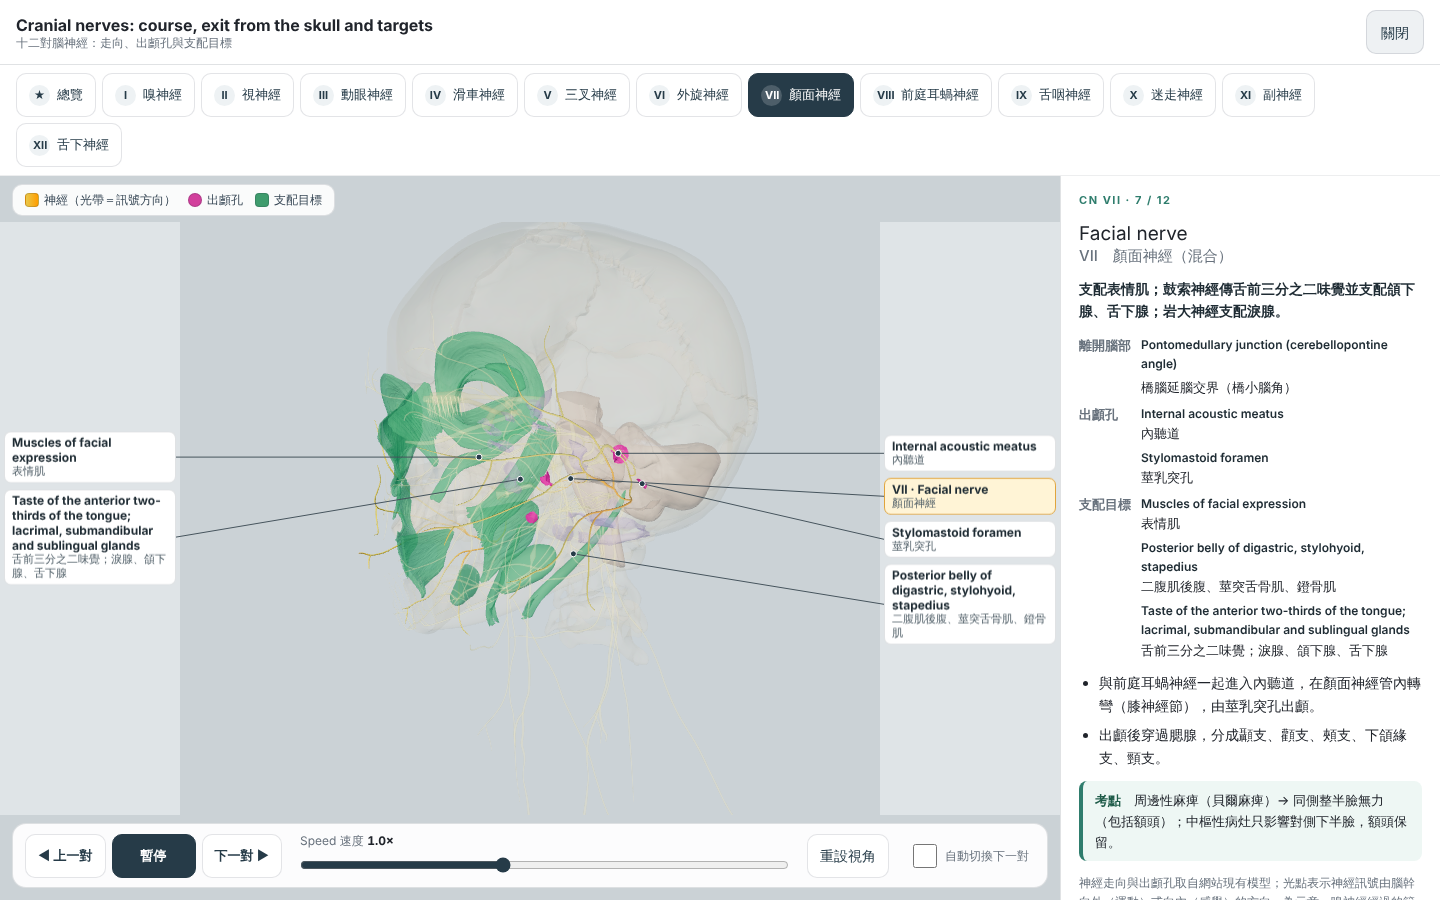 Cranial nerves: course, exit from the skull and targets
十二對腦神經：走向、出顱孔與支配目標
關閉
★ 總覽
I 嗅神經
II 視神經
III 動眼神經
IV 滑車神經
V 三叉神經
VI 外旋神經
VII 顏面神經
VIII 前庭耳蝸神經
IX 舌咽神經
X 迷走神經
XI 副神經
XII 舌下神經
神經（光帶＝訊號方向）
出顱孔
支配目標
Muscles of facial
expression
表情肌
Taste of the anterior two-
thirds of the tongue;
lacrimal, submandibular
and sublingual glands
舌前三分之二味覺；淚腺、頜下
腺、舌下腺
Internal acoustic meatus
內聽道
VII · Facial nerve
顏面神經
Stylomastoid foramen
莖乳突孔
Posterior belly of
digastric, stylohyoid,
stapedius
二腹肌後腹、莖突舌骨肌、鐙骨
肌
◀ 上一對
暫停
下一對 ▶
Speed 速度 1.0×
重設視角
自動切換下一對
CN VII · 7 / 12
Facial nerve
VII 顏面神經（混合）
支配表情肌；鼓索神經傳舌前三分之二味覺並支配頜下
腺、舌下腺；岩大神經支配淚腺。
離開腦部
Pontomedullary junction (cerebellopontine
angle)
橋腦延腦交界（橋小腦角）
出顱孔
Internal acoustic meatus
內聽道
Stylomastoid foramen
莖乳突孔
支配目標
Muscles of facial expression
表情肌
Posterior belly of digastric, stylohyoid,
stapedius
二腹肌後腹、莖突舌骨肌、鐙骨肌
Taste of the anterior two-thirds of the tongue;
lacrimal, submandibular and sublingual glands
舌前三分之二味覺；淚腺、頜下腺、舌下腺
• 與前庭耳蝸神經一起進入內聽道，在顏面神經管內轉
彎（膝神經節），由莖乳突孔出顱。
• 出顱後穿過腮腺，分成顳支、顴支、頰支、下頜緣
支、頸支。
考點 周邊性麻痺（貝爾麻痺）→ 同側整半臉無力
（包括額頭）；中樞性病灶只影響對側下半臉，額頭保
留。
神經走向與出顱孔取自網站現有模型；光點表示神經訊號由腦幹